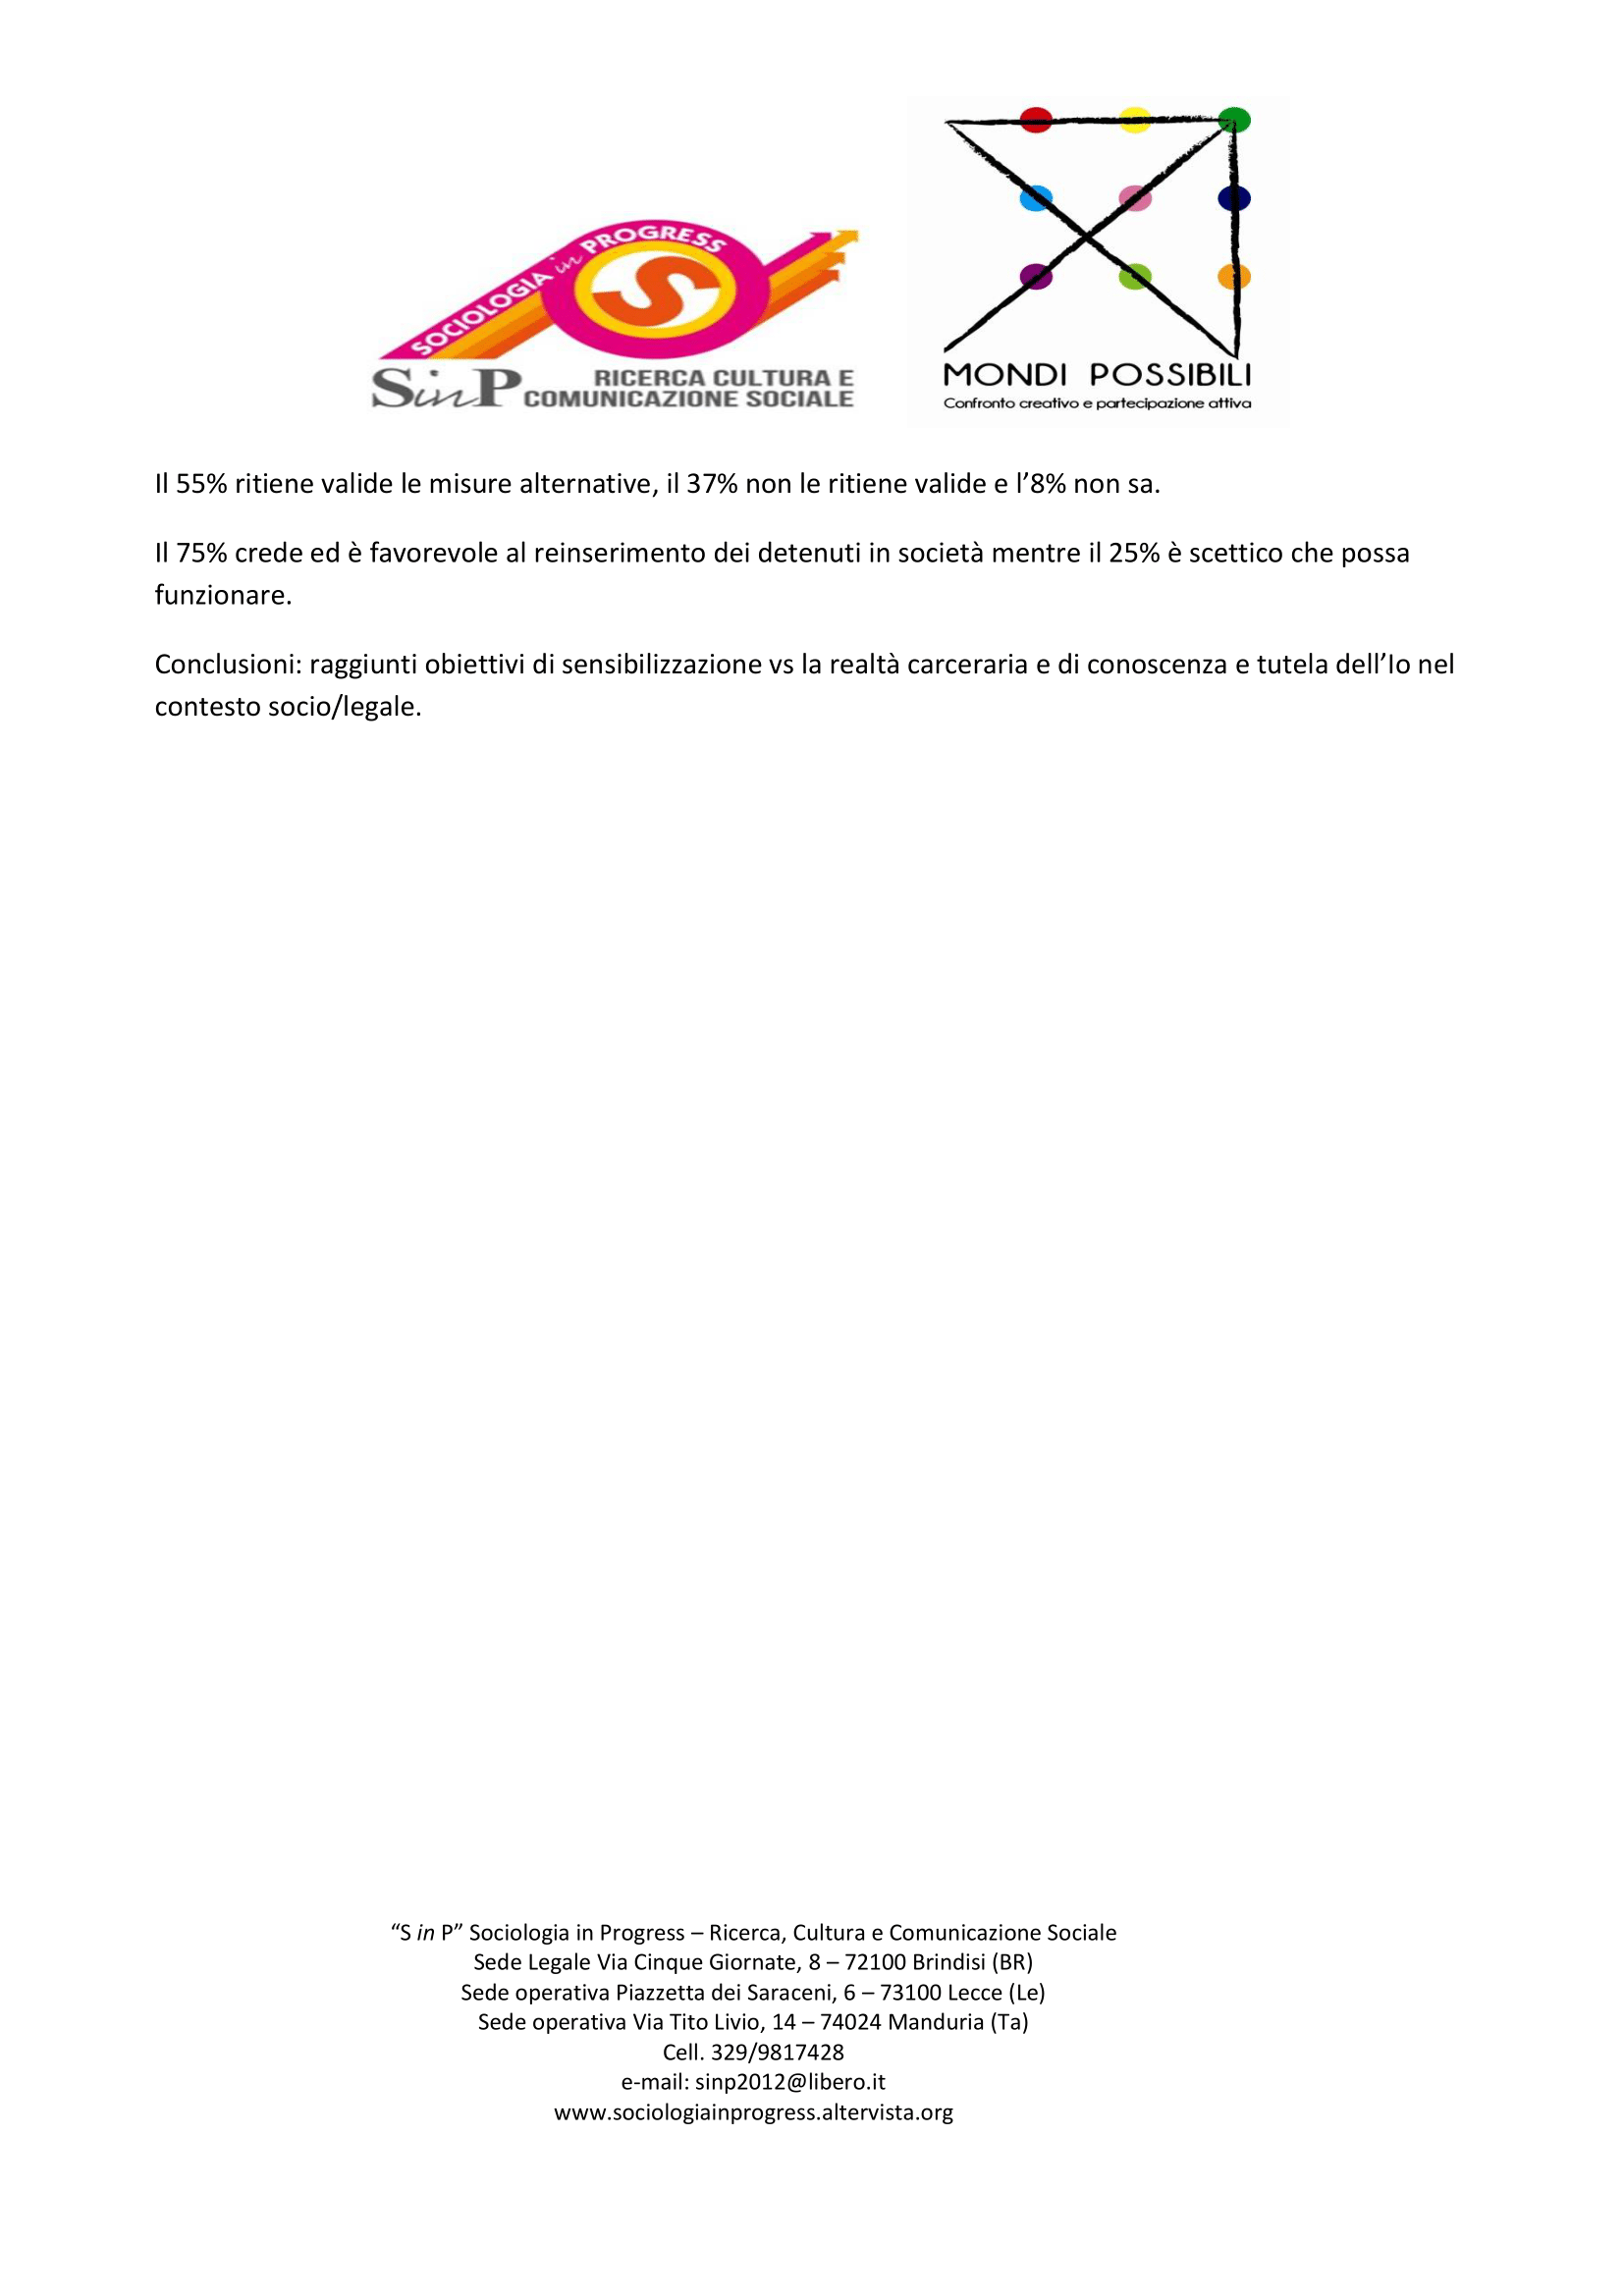 SOCIOLOGIA in PROGRESS
S
SinP RICERCA CULTURA E
COMUNICAZIONE SOCIALE
MONDI POSSIBILI
Confronto creativo e partecipazione attiva
Il 55% ritiene valide le misure alternative, il 37% non le ritiene valide e l’8% non sa.
Il 75% crede ed è favorevole al reinserimento dei detenuti in società mentre il 25% è scettico che possa
funzionare.
Conclusioni: raggiunti obiettivi di sensibilizzazione vs la realtà carceraria e di conoscenza e tutela dell’Io nel
contesto socio/legale.
“S in P” Sociologia in Progress – Ricerca, Cultura e Comunicazione Sociale
Sede Legale Via Cinque Giornate, 8 – 72100 Brindisi (BR)
Sede operativa Piazzetta dei Saraceni, 6 – 73100 Lecce (Le)
Sede operativa Via Tito Livio, 14 – 74024 Manduria (Ta)
Cell. 329/9817428
e-mail: sinp2012@libero.it
www.sociologiainprogress.altervista.org